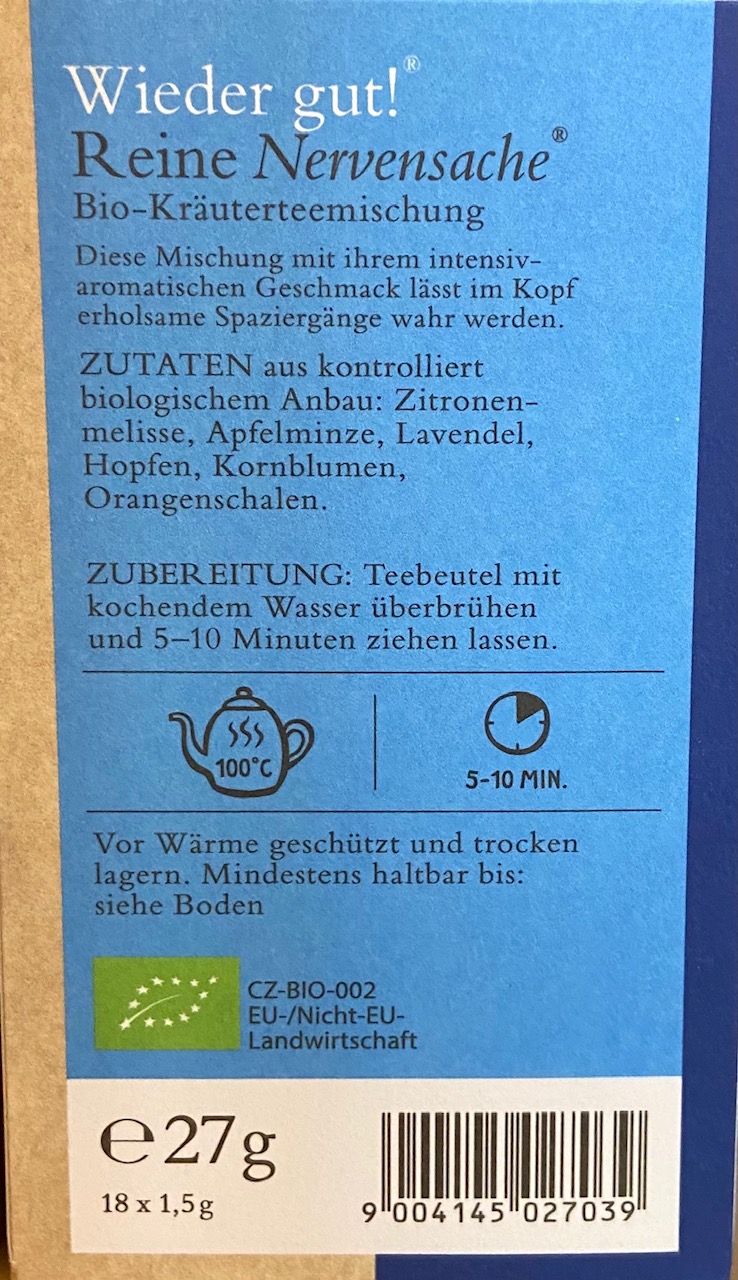 Wieder gut!®
Reine Nervensache®
Bio-Kräuterteemischung
Diese Mischung mit ihrem intensiv-
aromatischen Geschmack lässt im Kopf
erholsame Spaziergänge wahr werden.
ZUTATEN aus kontrolliert
biologischem Anbau: Zitronen-
melisse, Apfelminze, Lavendel,
Hopfen, Kornblumen,
Orangenschalen.
ZUBEREITUNG: Teebeutel mit
kochendem Wasser überbrühen
und 5–10 Minuten ziehen lassen.
100°C
5-10 MIN.
Vor Wärme geschützt und trocken
lagern. Mindestens haltbar bis:
siehe Boden
CZ-BIO-002
EU-/Nicht-EU-
Landwirtschaft
℮27g
18 x 1,5g
9 004145 027039